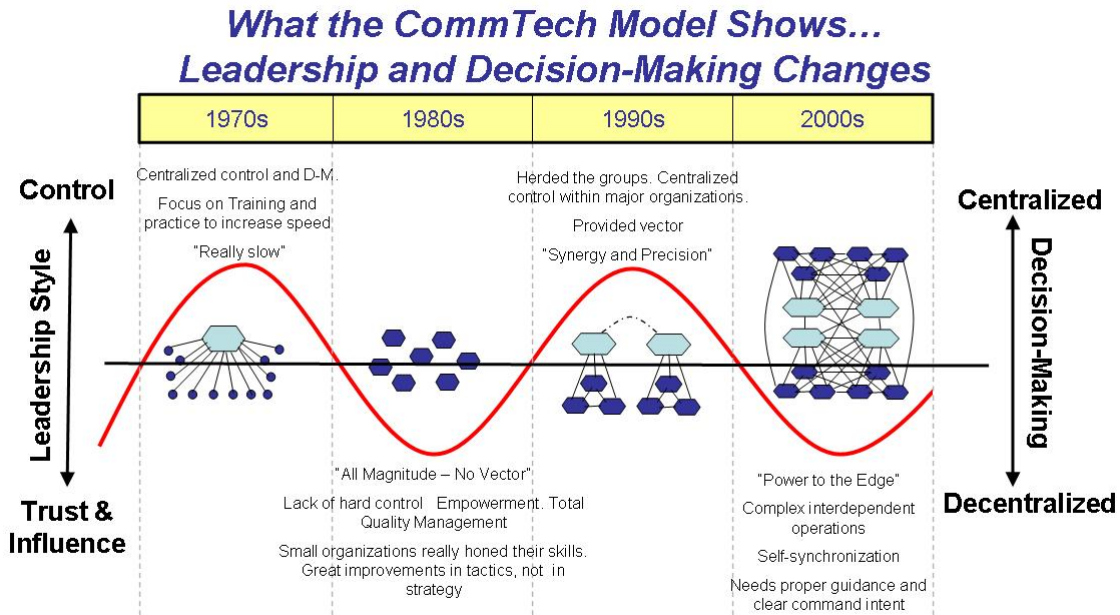 What the CommTech Model Shows...
Leadership and Decision-Making Changes
1970s
1980s
1990s
2000s
Control
Leadership Style
Trust &
Influence
Centralized control and D-M.
Focus on Training and
practice to increase speed
"Really slow"
"All Magnitude – No Vector"
Lack of hard control Empowerment. Total
Quality Management
Small organizations really honed their skills.
Great improvements in tactics, not in
strategy
Herded the groups. Centralized
control within major organizations.
Provided vector
"Synergy and Precision"
"Power to the Edge"
Complex interdependent
operations
Self-synchronization
Needs proper guidance and
clear command intent
Centralized
Decision-Making
Decentralized